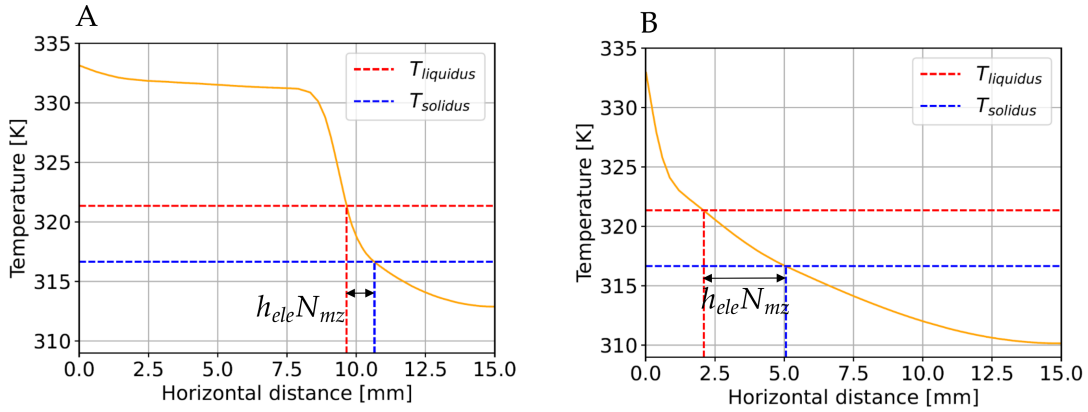 A
335
330
325
320
315
310
0.0 2.5 5.0 7.5 10.0 12.5 15.0
Temperature [K]
Horizontal distance [mm]
T_liquidus
T_solidus
h_ele N_mz
B
335
330
325
320
315
310
0.0 2.5 5.0 7.5 10.0 12.5 15.0
Temperature [K]
Horizontal distance [mm]
T_liquidus
T_solidus
h_ele N_mz